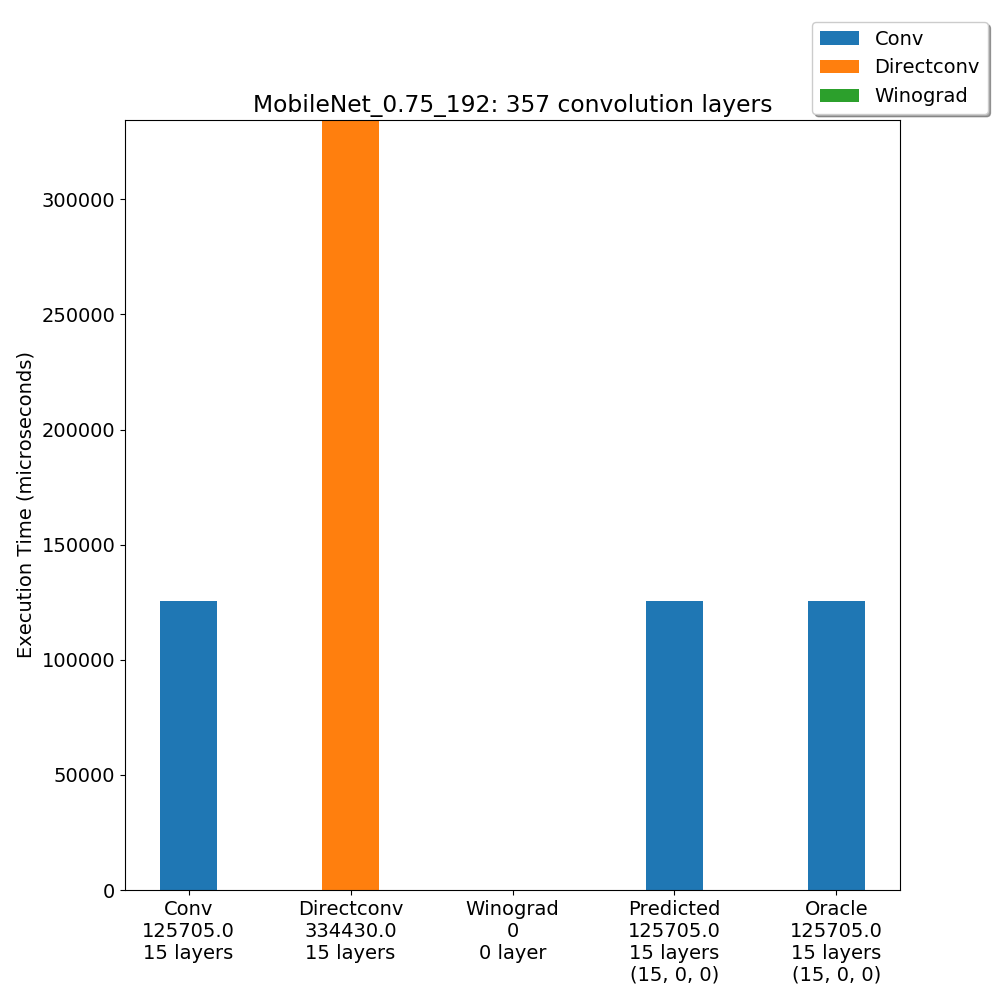 Conv
Directconv
Winograd
MobileNet_0.75_192: 357 convolution layers
Execution Time (microseconds)
300000
250000
200000
150000
100000
50000
0
Conv
125705.0
15 layers
Directconv
334430.0
15 layers
Winograd
0
0 layer
Predicted
125705.0
15 layers
(15, 0, 0)
Oracle
125705.0
15 layers
(15, 0, 0)